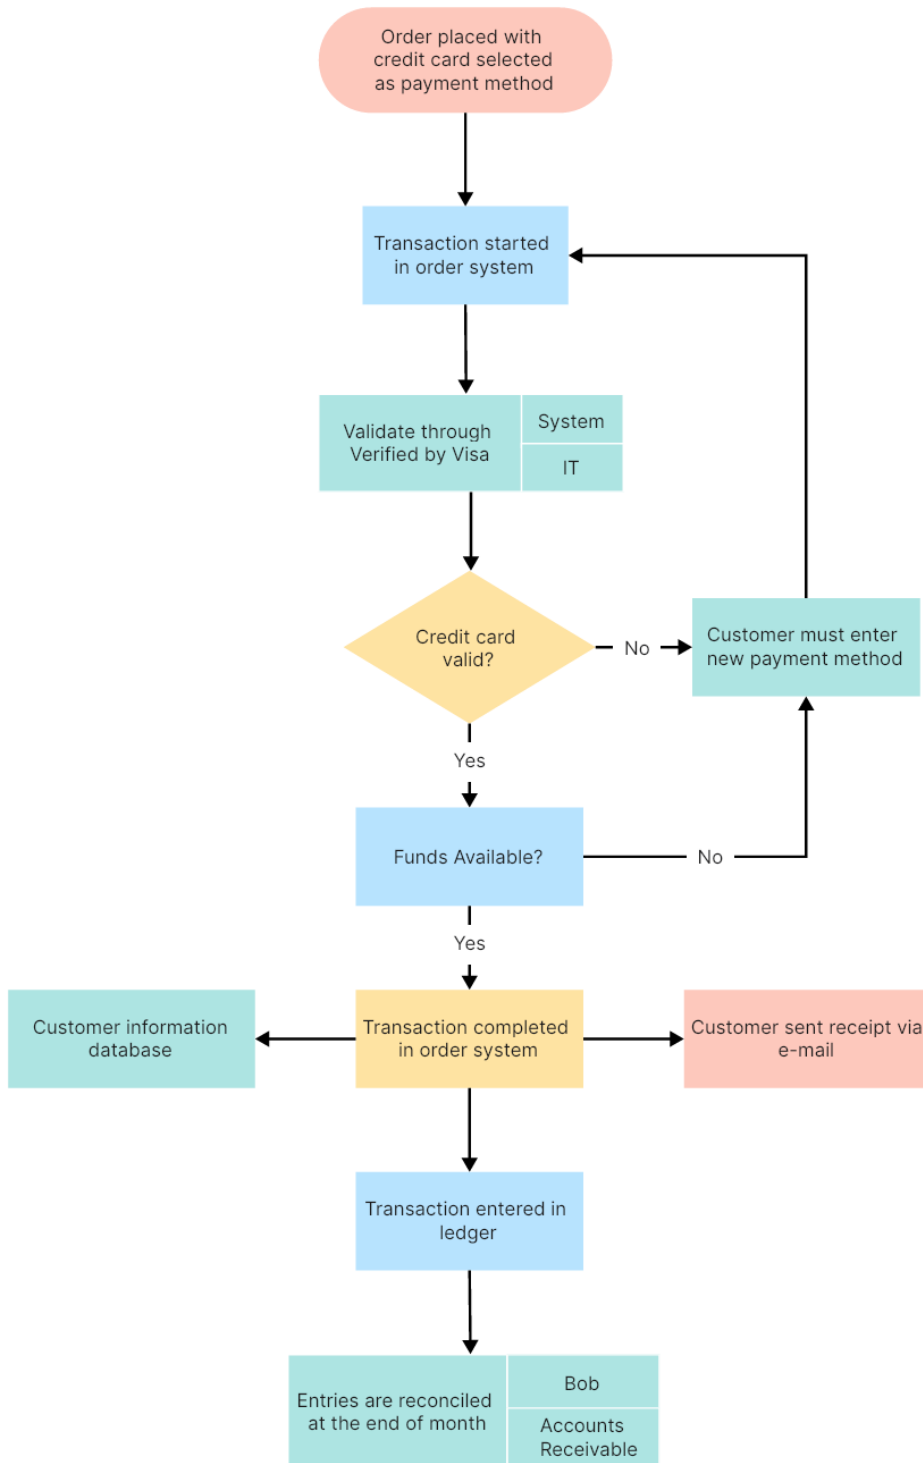 Order placed with
credit card selected
as payment method
Transaction started
in order system
Validate through
Verified by Visa
System
IT
Credit card
valid?
No
Customer must enter
new payment method
Yes
Funds Available?
No
Yes
Customer information
database
Transaction completed
in order system
Customer sent receipt via
e-mail
Transaction entered in
ledger
Entries are reconciled
at the end of month
Bob
Accounts
Receivable